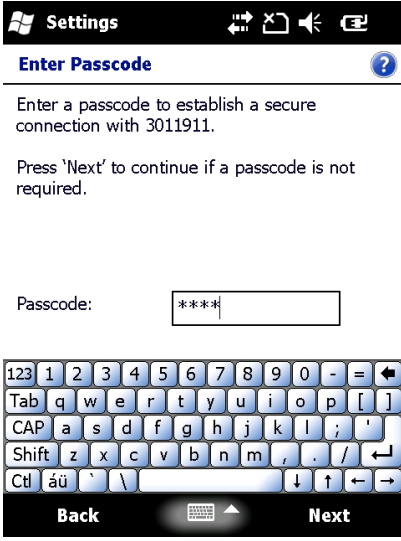 Settings
Enter Passcode
?
Enter a passcode to establish a secure
connection with 3011911.
Press ‘Next’ to continue if a passcode is not
required.
Passcode: ****
123 1 2 3 4 5 6 7 8 9 0 - = ←
Tab q w e r t y u i o p [ ]
CAP a s d f g h j k l ; '
Shift z x c v b n m , . / ↵
Ctl áü ` \ ↓ ↑ ← →
Back Next